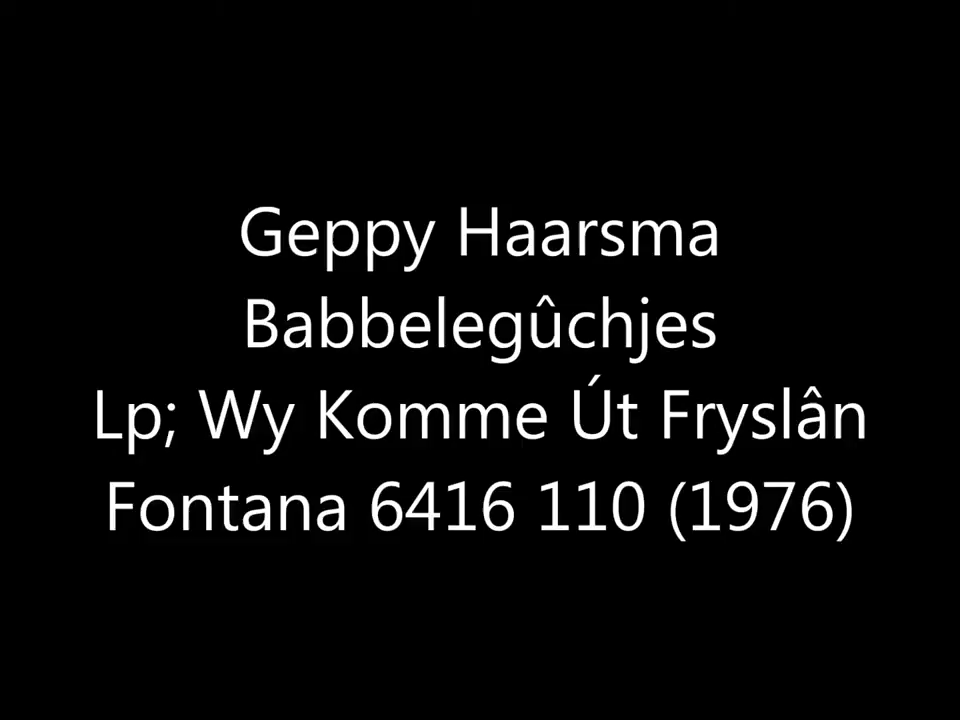 Geppy Haarsma
Babbelegûchjes
Lp; Wy Komme Út Fryslân
Fontana 6416 110 (1976)